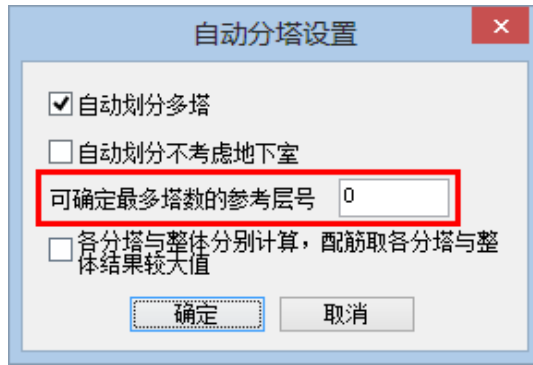 自动分塔设置
自动划分多塔
自动划分不考虑地下室
可确定最多塔数的参考层号 0
各分塔与整体分别计算，配筋取各分塔与整
体结果较大值
确定 取消